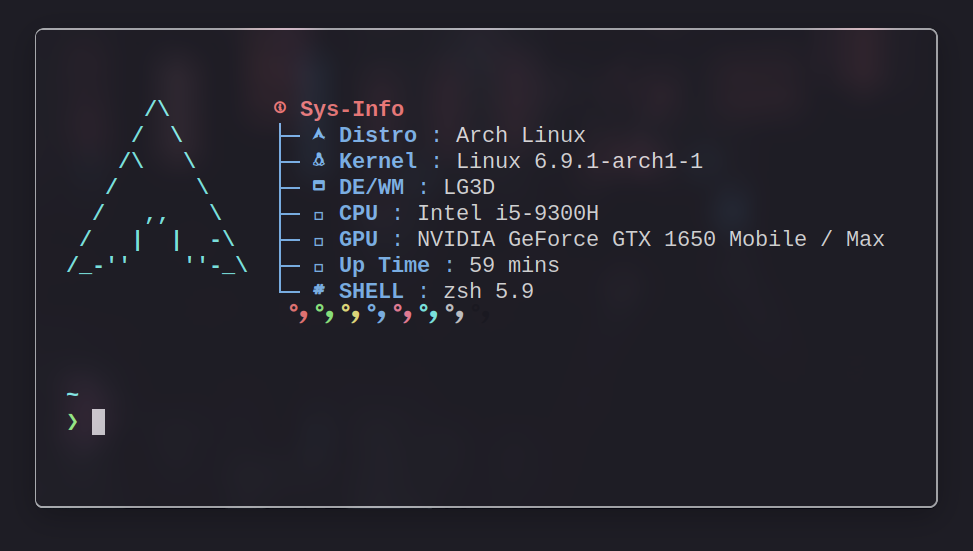 Sys-Info
Distro : Arch Linux
Kernel : Linux 6.9.1-arch1-1
DE/WM : LG3D
CPU : Intel i5-9300H
GPU : NVIDIA GeForce GTX 1650 Mobile / Max
Up Time : 59 mins
# SHELL : zsh 5.9
~
❯